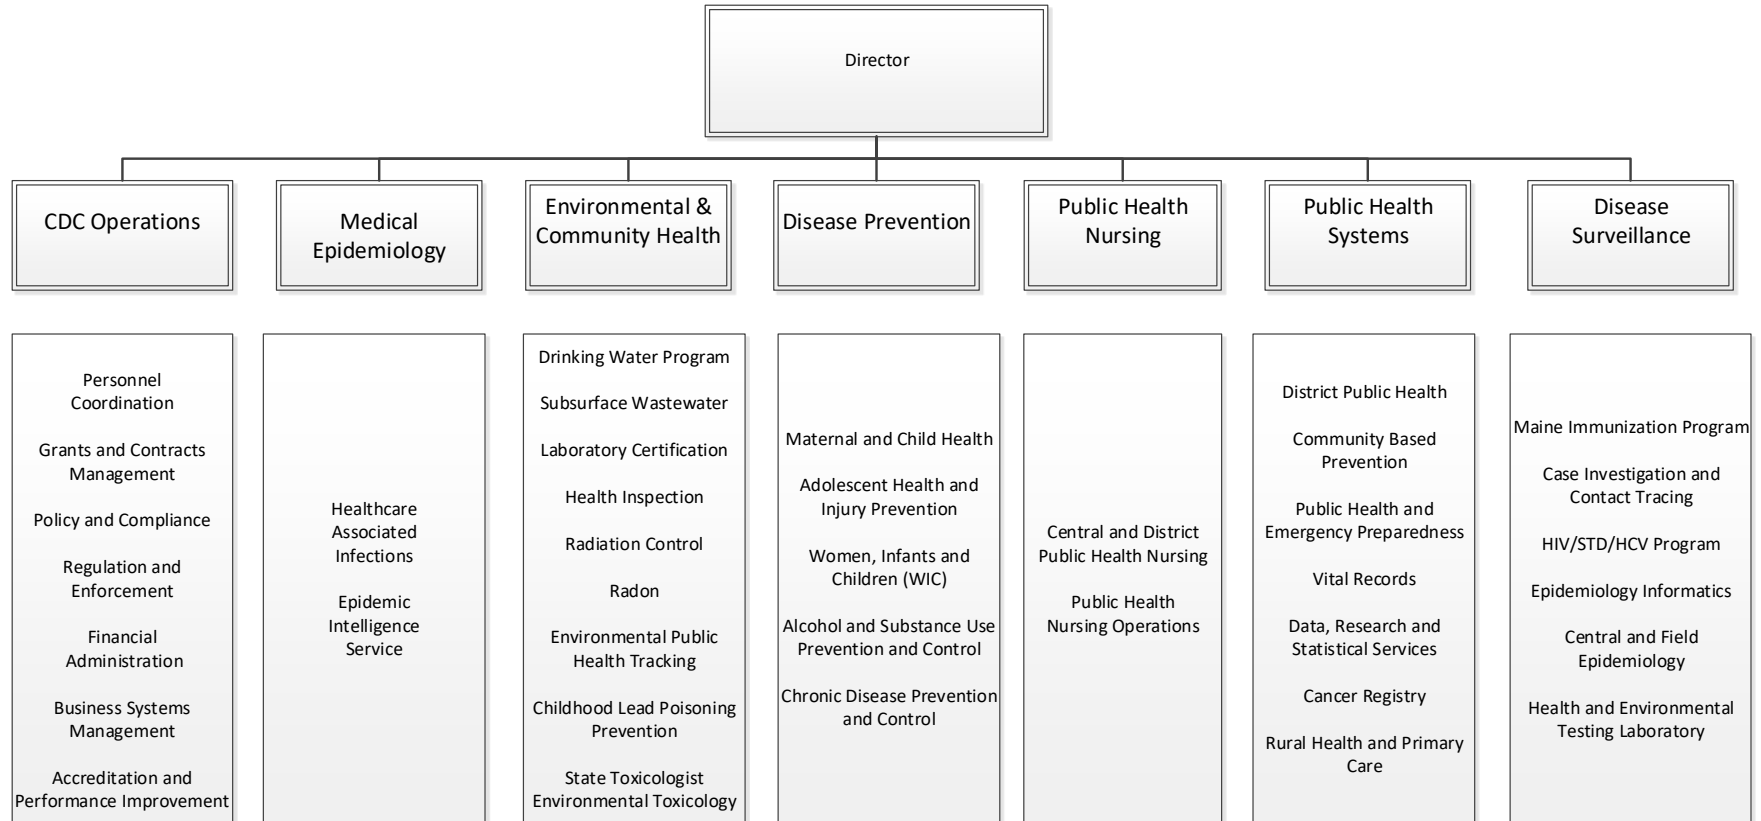 Director
CDC Operations
Medical
Epidemiology
Environmental &
Community Health
Disease Prevention
Public Health
Nursing
Public Health
Systems
Disease
Surveillance
Personnel
Coordination
Grants and Contracts
Management
Policy and Compliance
Regulation and
Enforcement
Financial
Administration
Business Systems
Management
Accreditation and
Performance Improvement
Healthcare
Associated
Infections
Epidemic
Intelligence
Service
Drinking Water Program
Subsurface Wastewater
Laboratory Certification
Health Inspection
Radiation Control
Radon
Environmental Public
Health Tracking
Childhood Lead Poisoning
Prevention
State Toxicologist
Environmental Toxicology
Maternal and Child Health
Adolescent Health and
Injury Prevention
Women, Infants and
Children (WIC)
Alcohol and Substance Use
Prevention and Control
Chronic Disease Prevention
and Control
Central and District
Public Health Nursing
Public Health
Nursing Operations
District Public Health
Community Based
Prevention
Public Health and
Emergency Preparedness
Vital Records
Data, Research and
Statistical Services
Cancer Registry
Rural Health and Primary
Care
Maine Immunization Program
Case Investigation and
Contact Tracing
HIV/STD/HCV Program
Epidemiology Informatics
Central and Field
Epidemiology
Health and Environmental
Testing Laboratory